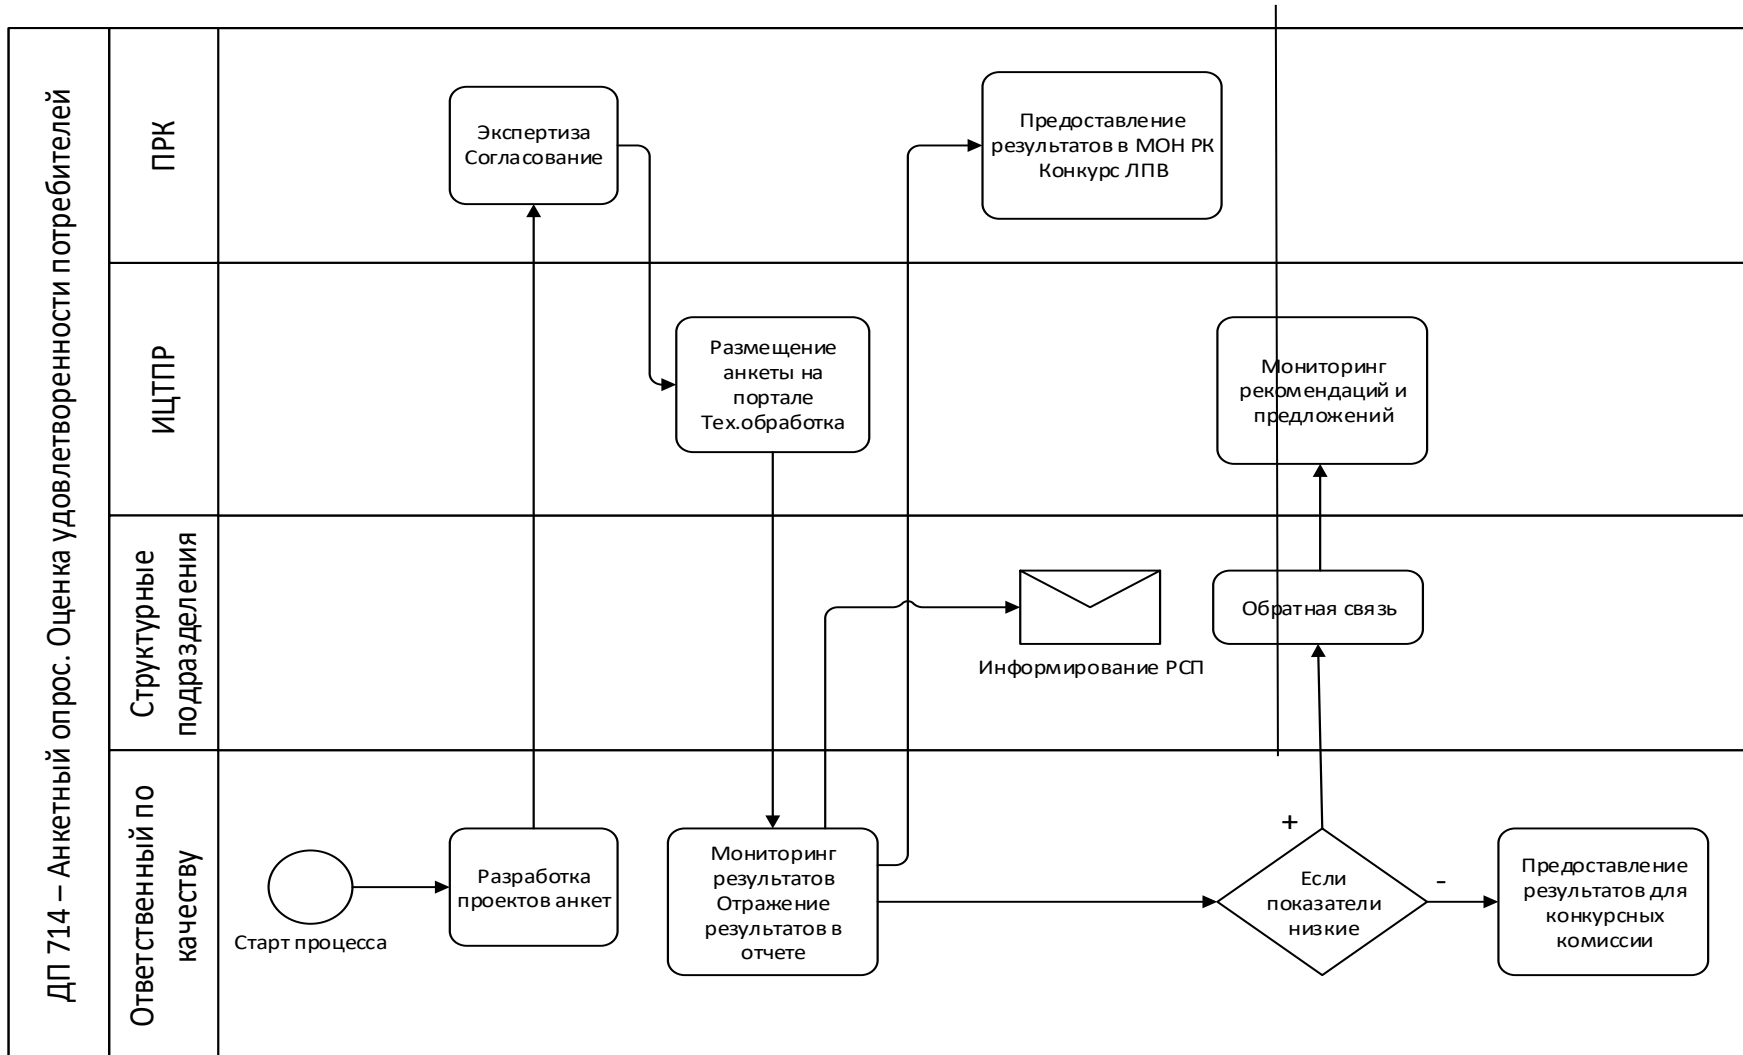 ДП 714 – Анкетный опрос. Оценка удовлетворенности потребителей
ПРК
Экспертиза
Согласование
Предоставление
результатов в МОН РК
Конкурс ЛПВ
ИЦТПР
Размещение
анкеты на
портале
Тех.обработка
Мониторинг
рекомендаций и
предложений
Структурные
подразделения
Информирование РСП
Обратная связь
Ответственный по
качеству
Старт процесса
Разработка
проектов анкет
Мониторинг
результатов
Отражение
результатов в
отчете
+
Если
показатели
низкие
-
Предоставление
результатов для
конкурсных
комиссии